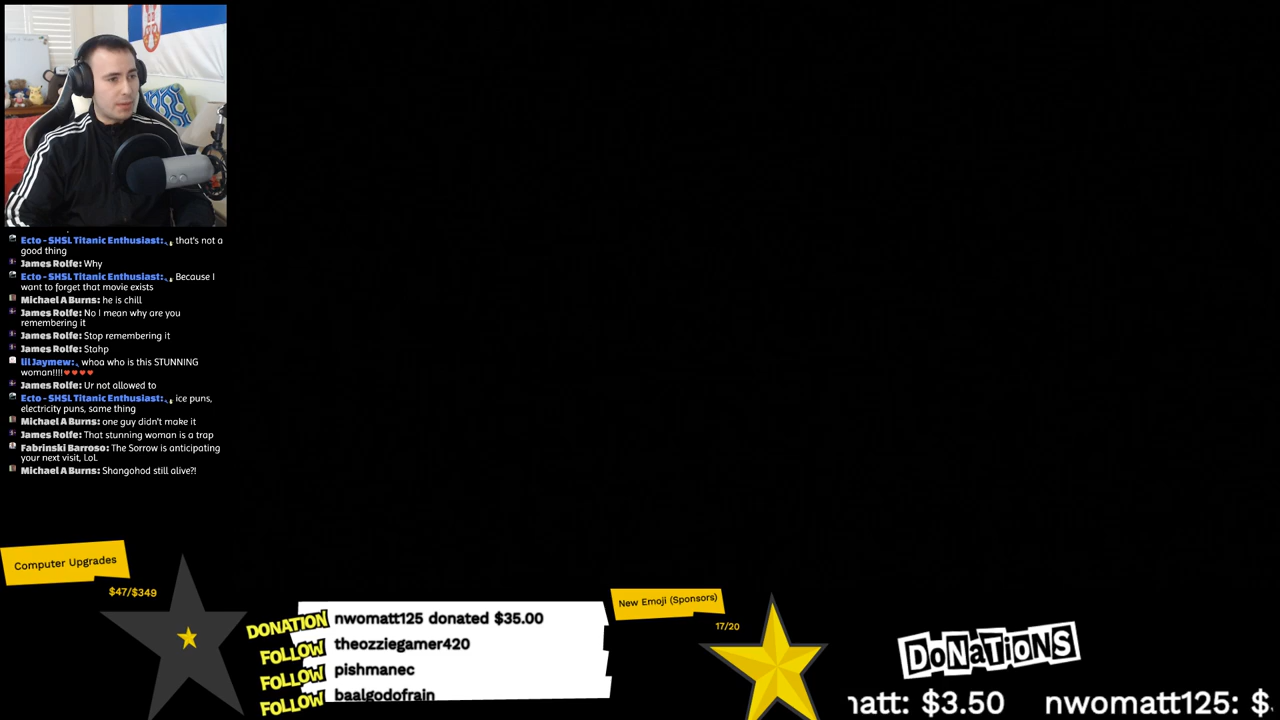 Ecto - SHSL Titanic Enthusiast: that's not a
good thing
James Rolfe: Why
Ecto - SHSL Titanic Enthusiast: Because I
want to forget that movie exists
Michael A Burns: he is chill
James Rolfe: No I mean why are you
remembering it
James Rolfe: Stop remembering it
James Rolfe: Stahp
lil Jaymew: whoa who is this STUNNING
woman!!!!♥♥♥♥
James Rolfe: Ur not allowed to
Ecto - SHSL Titanic Enthusiast: ice puns,
electricity puns, same thing
Michael A Burns: one guy didn't make it
James Rolfe: That stunning woman is a trap
Fabrinski Barroso: The Sorrow is anticipating
your next visit, Lol.
Michael A Burns: Shangohod still alive?!
Computer Upgrades
$47/$349
DONATION nwomatt125 donated $35.00
FOLLOW theozziegamer420
FOLLOW pishmanec
FOLLOW baalgodofrain
New Emoji (Sponsors)
17/20
DONATIONS
matt: $3.50 nwomatt125: $